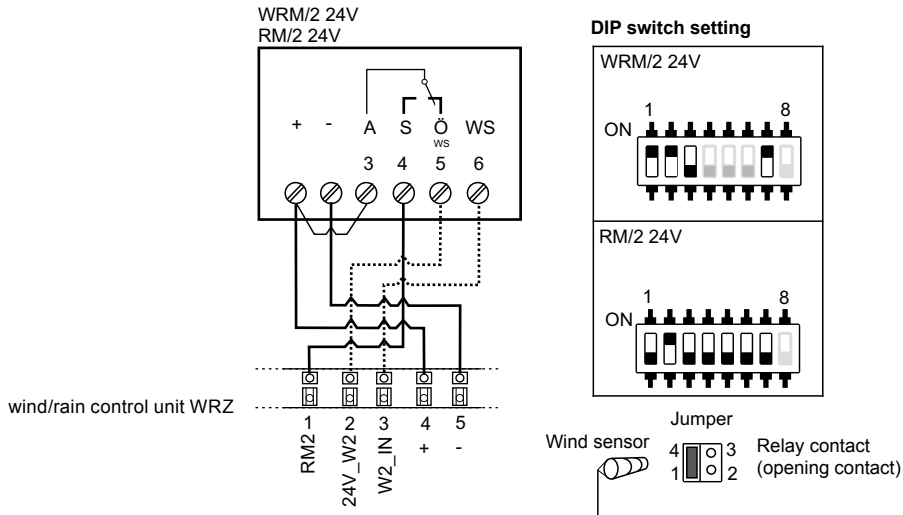 WRM/2 24V
RM/2 24V
+ - A S Ö WS
WS
3 4 5 6
wind/rain control unit WRZ
1 2 3 4 5
RM2
24V_W2
W2_IN
+ -
DIP switch setting
WRM/2 24V
1 8
ON
RM/2 24V
1 8
ON
Jumper
Wind sensor
4 3
1 2
Relay contact
(opening contact)